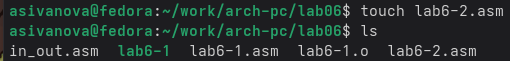 asivanova@fedora:~/work/arch-pc/lab06$ touch lab6-2.asm
asivanova@fedora:~/work/arch-pc/lab06$ ls
in_out.asm  lab6-1  lab6-1.asm  lab6-1.o  lab6-2.asm